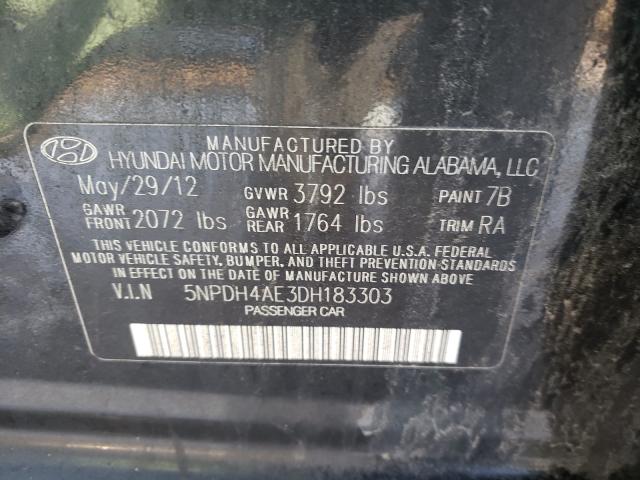 MANUFACTURED BY
HYUNDAI MOTOR MANUFACTURING ALABAMA, LLC
May/29/12 GVWR 3792 lbs PAINT 7B
GAWR FRONT 2072 lbs GAWR REAR 1764 lbs TRIM RA
THIS VEHICLE CONFORMS TO ALL APPLICABLE U.S.A. FEDERAL
MOTOR VEHICLE SAFETY, BUMPER, AND THEFT PREVENTION STANDARDS
IN EFFECT ON THE DATE OF MANUFACTURE SHOWN ABOVE.
V.I.N 5NPDH4AE3DH183303
PASSENGER CAR